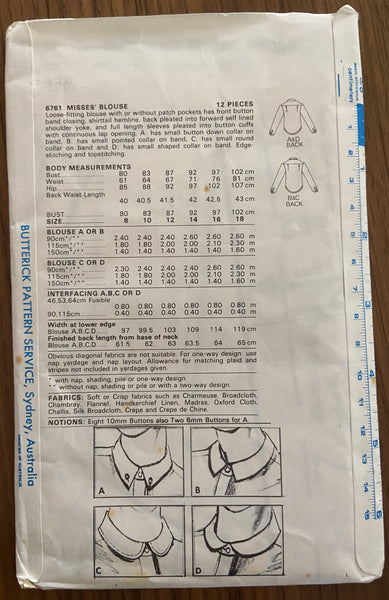 6761 MISSES' BLOUSE 12 PIECES
Loose-fitting blouse with or without patch pockets has front button
band closing, shirttail hemline, back pleated into forward self lined
shoulder yoke, and full length sleeves pleated into button cuffs
with continuous lap opening. A: has small button down collar on
band, B: has small pointed collar on band. C: has small round
collar on band and D: has small shaped collar on band. Edge-
stitching and topstitching.
A&D
BACK
B&C
BACK
BODY MEASUREMENTS
Bust 80 83 87 92 97 102 cm
Waist 61 64 67 71 76 81 cm
Hip 85 88 92 97 102 107 cm
Back Waist Length
40 40.5 41.5 42 42.5 43 cm
BUST 80 83 87 92 97 102 cm
SIZE 8 10 12 14 16 18
BLOUSE A OR B
90cm*/** 2.40 2.40 2.40 2.60 2.60 2.60 m
115cm*/** 1.80 1.80 2.00 2.00 2.10 2.30 m
150cm*/** 1.40 1.40 1.40 1.40 1.40 1.60 m
BLOUSE C OR D
90cm*/** 2.30 2.40 2.40 2.40 2.40 2.60 m
115cm*/** 1.80 1.80 2.00 2.00 2.10 2.10 m
150cm*/** 1.40 1.40 1.40 1.40 1.40 1.40 m
INTERFACING A,B,C OR D
46.53.64cm Fusible
0.80 0.80 0.80 0.80 0.80 0.80 m
90.115cm 0.40 0.40 0.40 0.40 0.40 0.40 m
Width at lower edge
Blouse A,B,C,D 97 99.5 103 109 114 119 cm
Finished back length from base of neck
Blouse A,B,C,D 61.5 62 63 63.5 64 65 cm
Obvious diagonal fabrics are not suitable. For one-way design: use
nap yardage and nap layout. Allowance for matching plaid and
stripes not included in yardages given.
* with nap, shading, pile or one-way design.
** without nap, shading or pile or with a two-way design.
FABRICS: Soft or Crisp fabrics such as Charmeuse, Broadcloth,
Chambray, Flannel, Handkerchief Linen, Madras, Oxford Cloth,
Challis, Silk Broadcloth, Crepe and Crepe de Chine.
NOTIONS: Eight 10mm Buttons also Two 6mm Buttons for A.
A
B
C
D
BUTTERICK PATTERN SERVICE, Sydney, Australia
centimeters
1
2
3
4
5
6
15